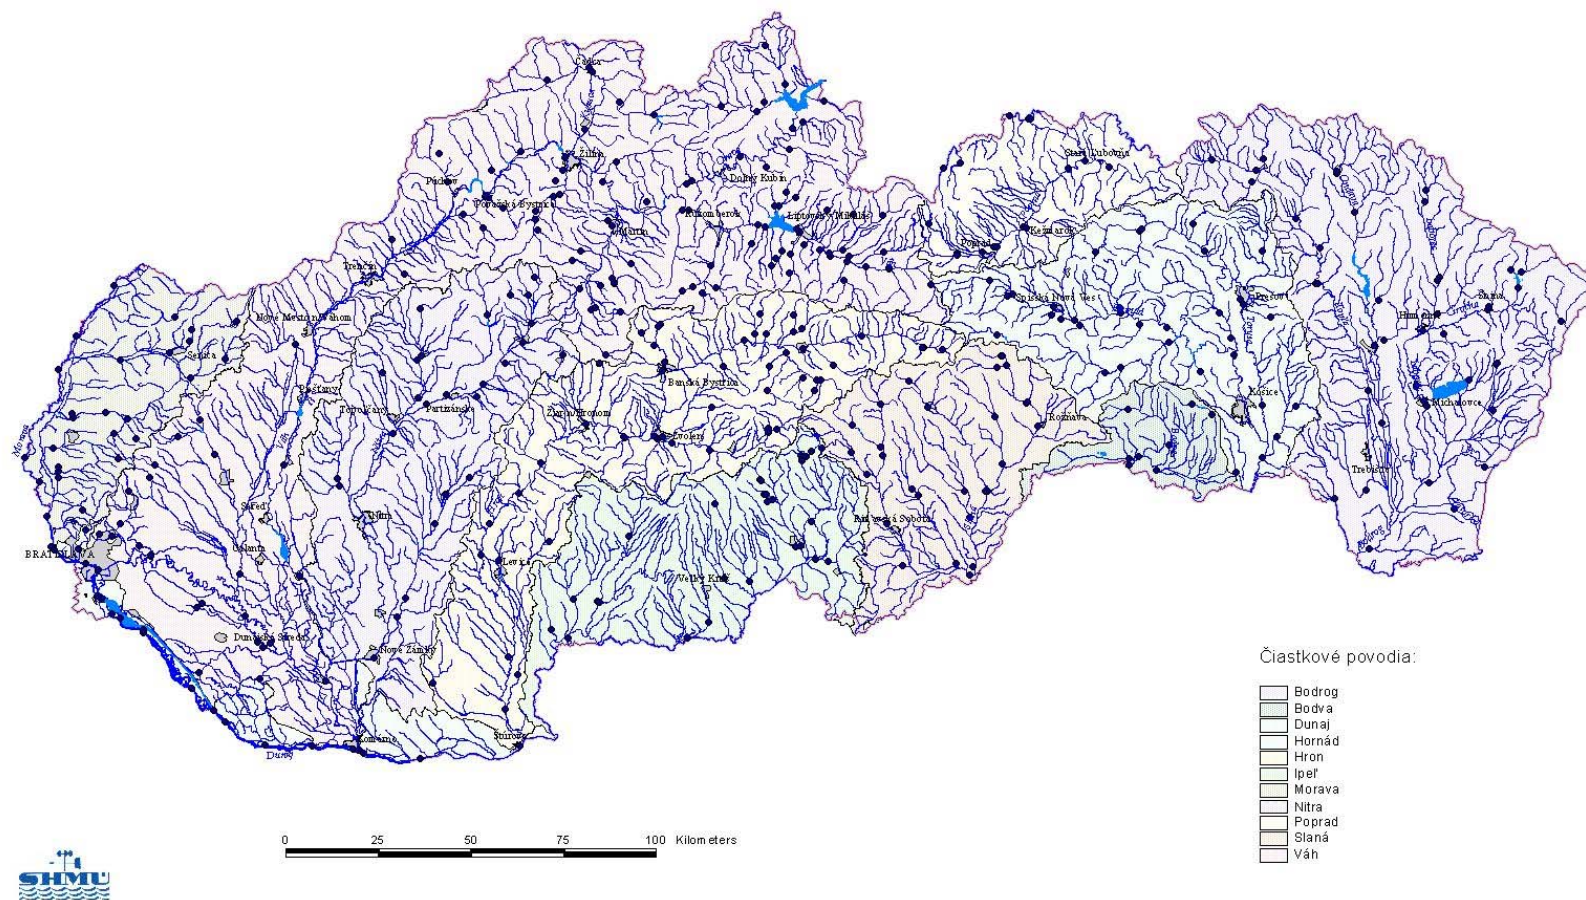 Čadca
Žilina
Stará Ľubovňa
Dolný Kubín
Púchov
Považská Bystrica
Ružomberok
Liptovský Mikuláš
Martin
Kežmarok
Poprad
Trenčín
Spišská Nová Ves
Prešov
Snina
Nové Mesto n/Váhom
Humenné
Senica
Banská Bystrica
Piešťany
Topoľčany
Partizánske
Košice
Michalovce
Žiar n/Hronom
Rožňava
Zvolen
Morava
Trebišov
Sereď
Nitra
Rimavská Sobota
BRATISLAVA
Galanta
Levice
Veľký Krtíš
Bodrog
Dunajská Streda
Nové Zámky
Komárno
Štúrovo
Dunaj
Čiastkové povodia:
Bodrog
Bodva
Dunaj
Hornád
Hron
Ipeľ
Morava
Nitra
Poprad
Slaná
Váh
0 25 50 75 100 Kilometers
SHMÚ